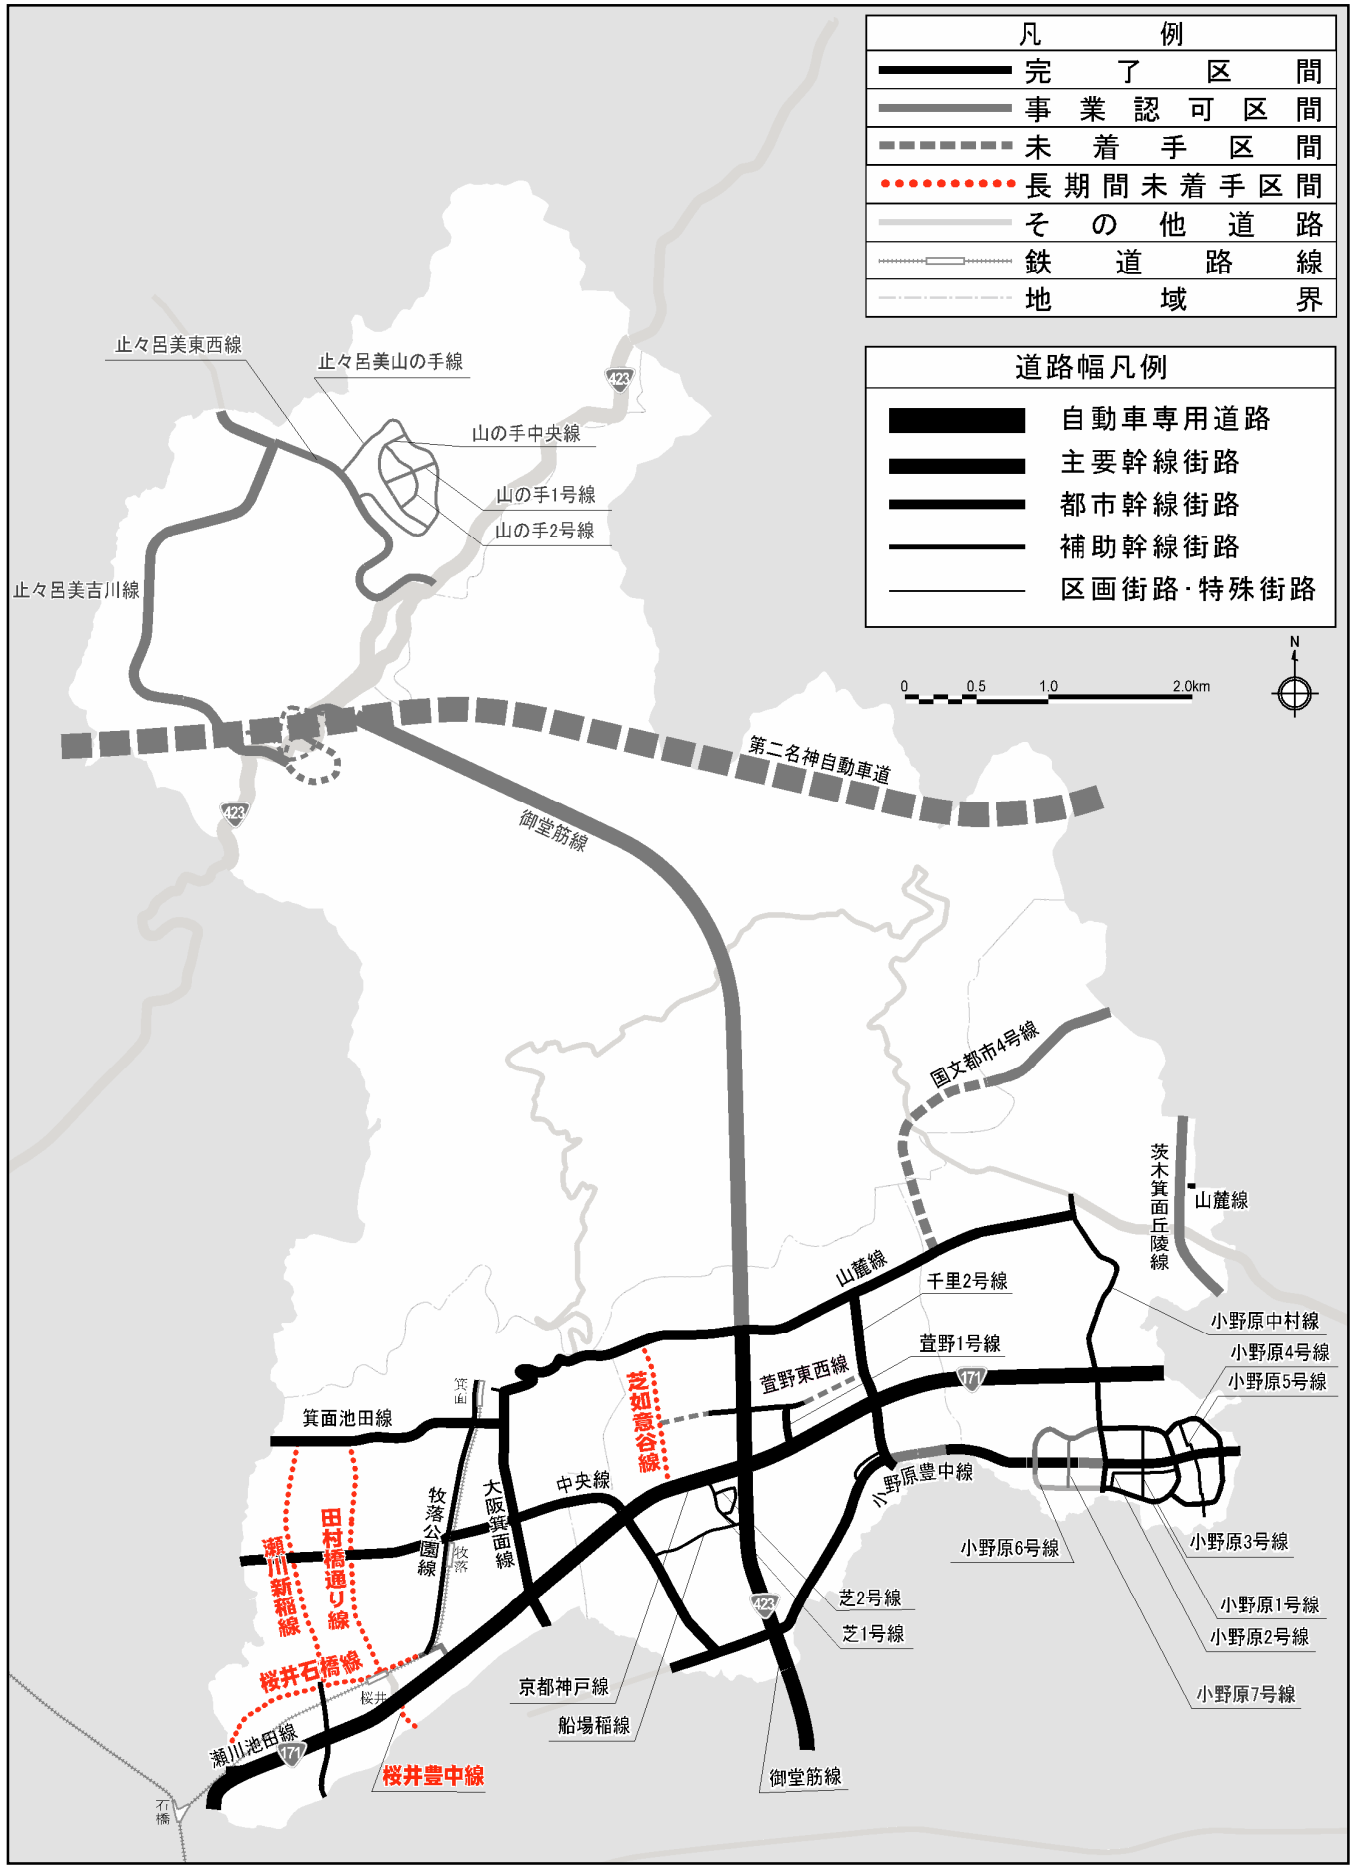 凡例
完了区間
事業認可区間
未着手区間
長期間未着手区間
その他道路
鉄道路線
地域界
道路幅凡例
自動車専用道路
主要幹線街路
都市幹線街路
補助幹線街路
区画街路・特殊街路
N
0 0.5 1.0 2.0km
止々呂美東西線
止々呂美山の手線
423
山の手中央線
山の手1号線
山の手2号線
止々呂美吉川線
第二名神自動車道
423
御堂筋線
国文都市4号線
茨木箕面丘陵線
山麓線
山麓線
千里2号線
小野原中村線
萓野1号線
小野原4号線
萓野東西線
171
小野原5号線
箕面
芝如意谷線
箕面池田線
中央線
小野原豊中線
牧落公園線
大阪箕面線
田村橋通り線
瀬川新稲線
牧落
小野原6号線
小野原3号線
芝2号線
423
小野原1号線
芝1号線
小野原2号線
桜井石橋線
京都神戸線
桜井
小野原7号線
船場稲線
瀬川池田線
171
桜井豊中線
御堂筋線
石橋